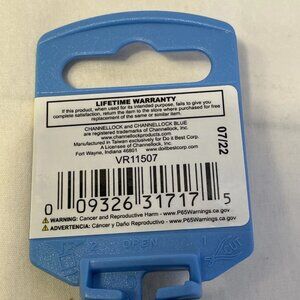 LIFETIME WARRANTY
If this product, when used for its intended purpose, fails to give you
complete satisfaction, return the item to the store where purchased for free
replacement of the same or similar item.
CHANNELLOCK and CHANNELLOCK BLUE
are registered trademarks of Channellock, Inc.
www.channellockproducts.com
Manufactured in Taiwan exclusively for Do it Best Corp.
A Licensee of Channellock, Inc.
Fort Wayne, Indiana 46801 www.doitbestcorp.com
07/22
VR11507
0 09326 31717 5
WARNING: Cancer and Reproductive Harm - www.P65Warnings.ca.gov
ADVERTENCIA: Cáncer y Daño Reproductivo - www.P65Warnings.ca.gov
OPEN